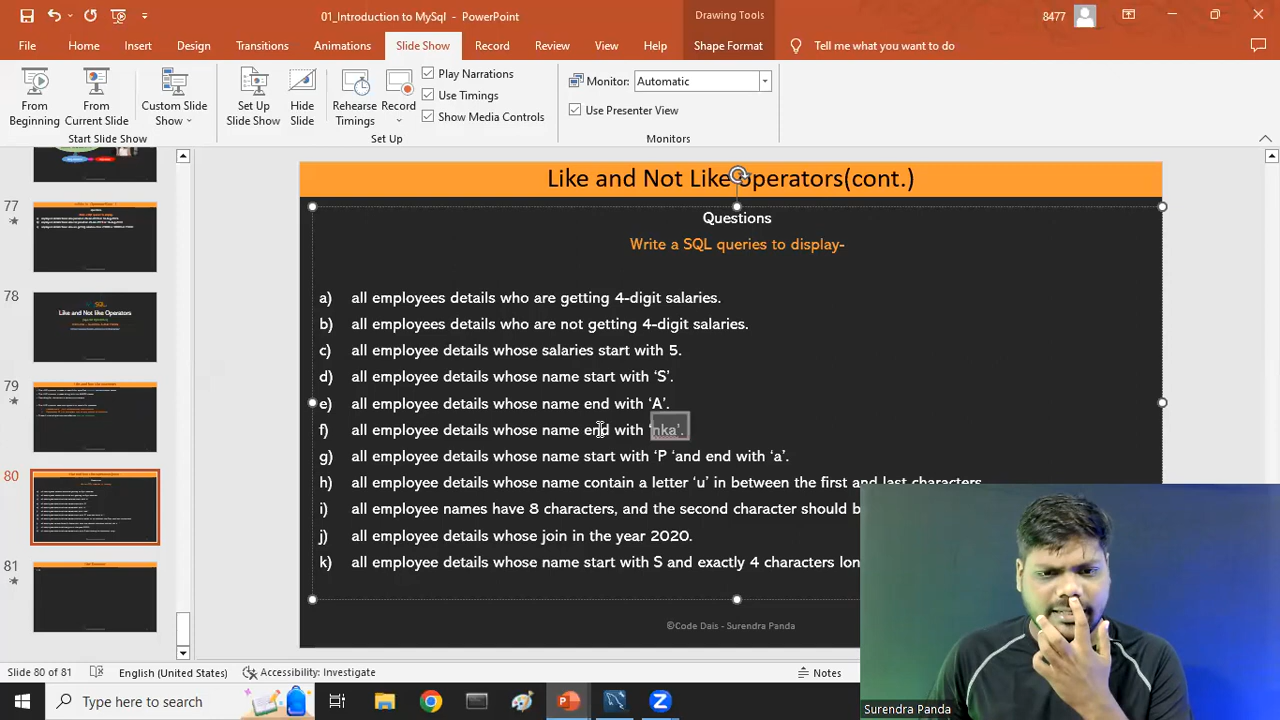 01_Introduction to MySql - PowerPoint
Drawing Tools
8477
File Home Insert Design Transitions Animations Slide Show Record Review View Help Shape Format Tell me what you want to do
From Beginning
From Current Slide
Custom Slide Show
Set Up Slide Show
Hide Slide
Rehearse Timings
Record
Play Narrations
Use Timings
Show Media Controls
Monitor: Automatic
Use Presenter View
Start Slide Show
Set Up
Monitors
77
78
Like and Not Like Operators
79
80
81
Like and Not Like operators(cont.)
Questions
Write a SQL queries to display-
a) all employees details who are getting 4-digit salaries.
b) all employees details who are not getting 4-digit salaries.
c) all employee details whose salaries start with 5.
d) all employee details whose name start with ‘S’.
e) all employee details whose name end with ‘A’.
f) all employee details whose name end with ‘nka’.
g) all employee details whose name start with ‘P ‘and end with ‘a’.
h) all employee details whose name contain a letter ‘u’ in between the first and last characters.
i) all employee names have 8 characters, and the second character should b
j) all employee details whose join in the year 2020.
k) all employee details whose name start with S and exactly 4 characters lon
©Code Dais - Surendra Panda
Slide 80 of 81
English (United States)
Accessibility: Investigate
Notes
Type here to search
Surendra Panda